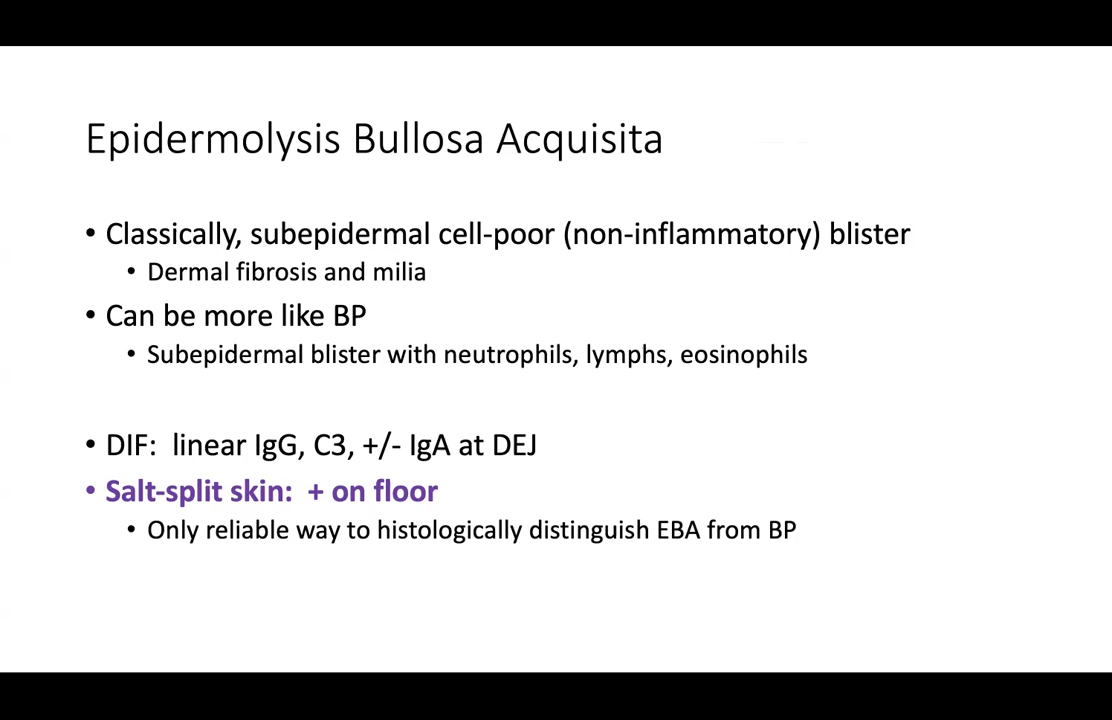 Epidermolysis Bullosa Acquisita
• Classically, subepidermal cell-poor (non-inflammatory) blister
• Dermal fibrosis and milia
• Can be more like BP
• Subepidermal blister with neutrophils, lymphs, eosinophils
• DIF:  linear IgG, C3, +/- IgA at DEJ
• Salt-split skin:  + on floor
• Only reliable way to histologically distinguish EBA from BP